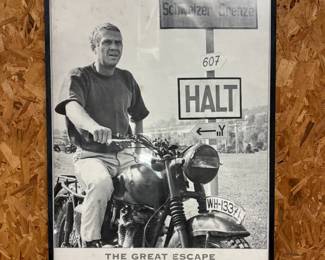 Schweizer Grenze
607
HALT
WH-13371
THE GREAT ESCAPE